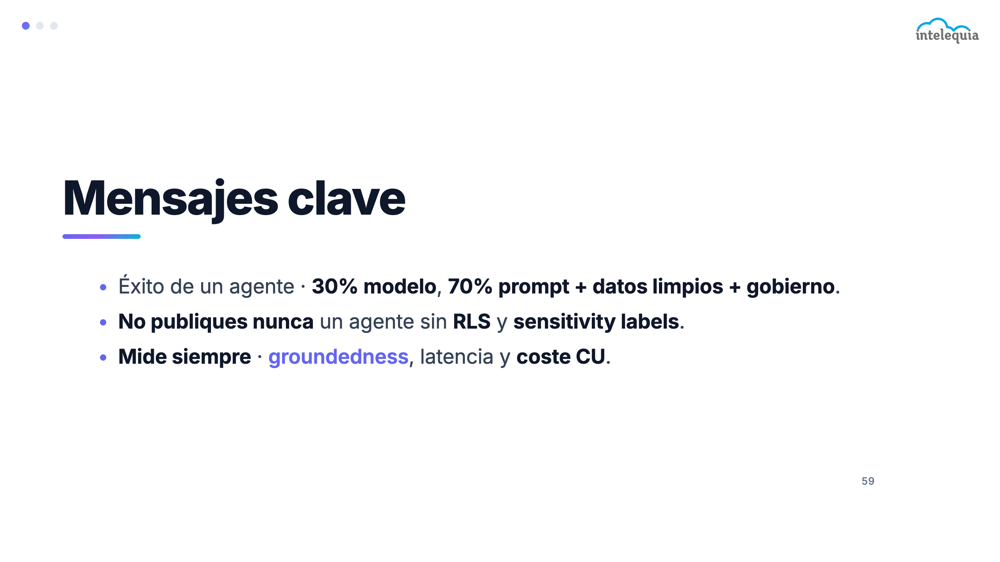 intelequia
Mensajes clave
Éxito de un agente · 30% modelo, 70% prompt + datos limpios + gobierno.
No publiques nunca un agente sin RLS y sensitivity labels.
Mide siempre · groundedness, latencia y coste CU.
59